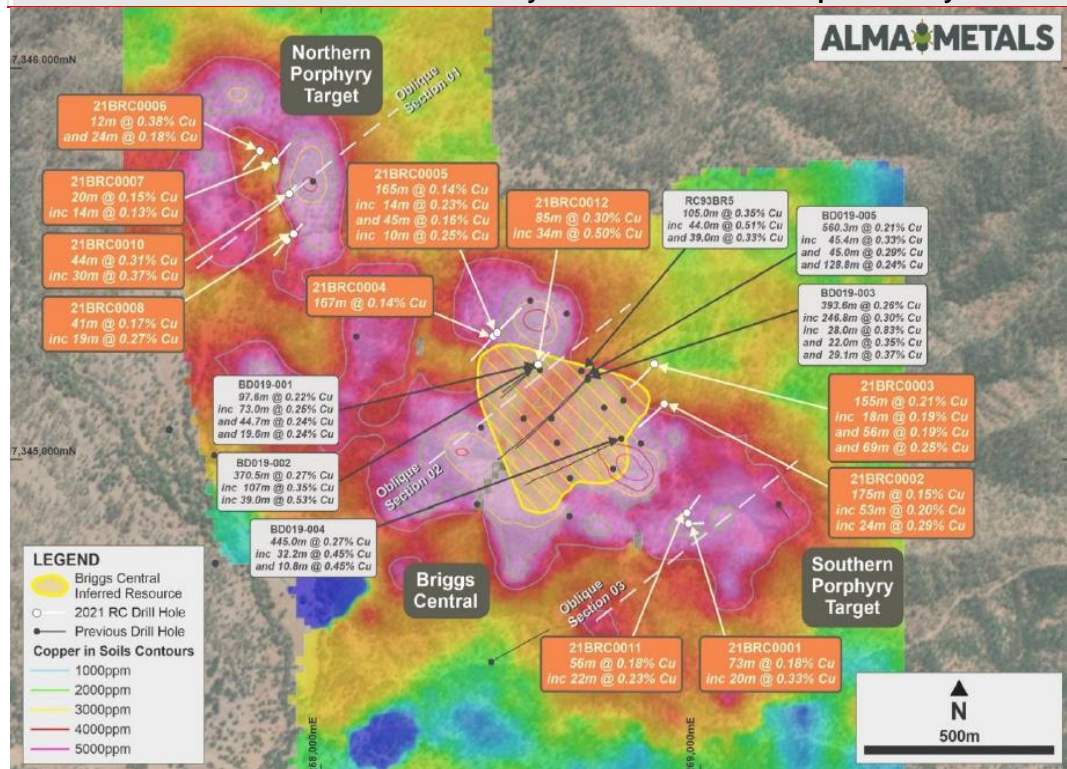 ALMA METALS
7,346,000mN
Northern
Porphyry
Target
Oblique
Section 01
21BRC0006
12m @ 0.38% Cu
and 24m @ 0.18% Cu
21BRC0007
20m @ 0.15% Cu
inc 14m @ 0.13% Cu
21BRC0010
44m @ 0.31% Cu
inc 30m @ 0.37% Cu
21BRC0008
41m @ 0.17% Cu
inc 19m @ 0.27% Cu
21BRC0005
165m @ 0.14% Cu
inc 14m @ 0.23% Cu
and 45m @ 0.16% Cu
inc 10m @ 0.25% Cu
21BRC0004
167m @ 0.14% Cu
21BRC0012
85m @ 0.30% Cu
inc 34m @ 0.50% Cu
RC93BR5
105.0m @ 0.35% Cu
inc 44.0m @ 0.51% Cu
and 39.0m @ 0.33% Cu
BD019-005
560.3m @ 0.21% Cu
inc 45.4m @ 0.33% Cu
and 45.0m @ 0.29% Cu
and 128.8m @ 0.24% Cu
BD019-003
393.6m @ 0.26% Cu
inc 246.8m @ 0.30% Cu
inc 28.0m @ 0.83% Cu
and 22.0m @ 0.35% Cu
and 29.1m @ 0.37% Cu
BD019-001
97.6m @ 0.22% Cu
inc 73.0m @ 0.25% Cu
and 44.7m @ 0.24% Cu
and 19.6m @ 0.24% Cu
21BRC0003
155m @ 0.21% Cu
inc 18m @ 0.19% Cu
and 56m @ 0.19% Cu
and 69m @ 0.25% Cu
7,345,000mN
BD019-002
370.5m @ 0.27% Cu
inc 107m @ 0.35% Cu
inc 39.0m @ 0.53% Cu
Oblique
Section 02
21BRC0002
175m @ 0.15% Cu
inc 53m @ 0.20% Cu
inc 24m @ 0.29% Cu
BD019-004
445.0m @ 0.27% Cu
inc 32.2m @ 0.45% Cu
and 10.8m @ 0.45% Cu
Briggs
Central
Southern
Porphyry
Target
Oblique
Section 03
21BRC0011
56m @ 0.18% Cu
inc 22m @ 0.23% Cu
21BRC0001
73m @ 0.18% Cu
inc 20m @ 0.33% Cu
LEGEND
Briggs Central
Inferred Resource
2021 RC Drill Hole
Previous Drill Hole
Copper in Soils Contours
1000ppm
2000ppm
3000ppm
4000ppm
5000ppm
68,000mE
69,000mE
N
500m